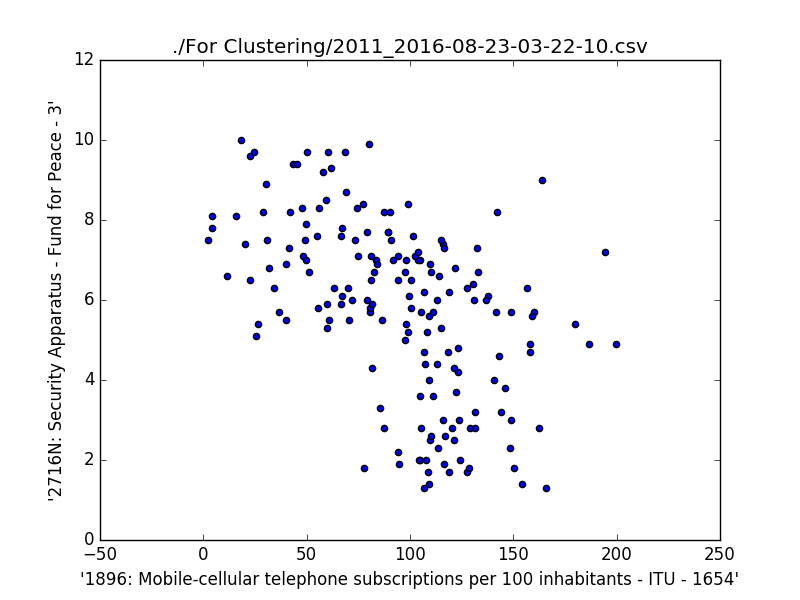 ./For Clustering/2011_2016-08-23-03-22-10.csv
12
10
8
6
4
2
0
'2716N: Security Apparatus - Fund for Peace - 3'
−50 0 50 100 150 200 250
'1896: Mobile-cellular telephone subscriptions per 100 inhabitants - ITU - 1654'